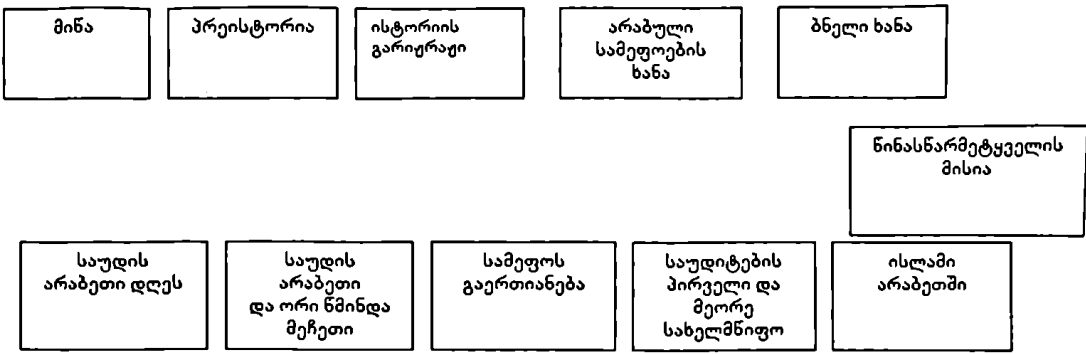 მიწა
პრეისტორია
ისტორიის
გარიჟრაჟი
არაბული
სამეფოების
ხანა
ბნელი ხანა
წინასწარმეტყველის
მისია
საუდის
არაბეთი დღეს
საუდის
არაბეთი
და ორი წმინდა
მეჩეთი
სამეფოს
გაერთიანება
საუდიტების
პირველი და
მეორე
სახელმწიფო
ისლამი
არაბეთში